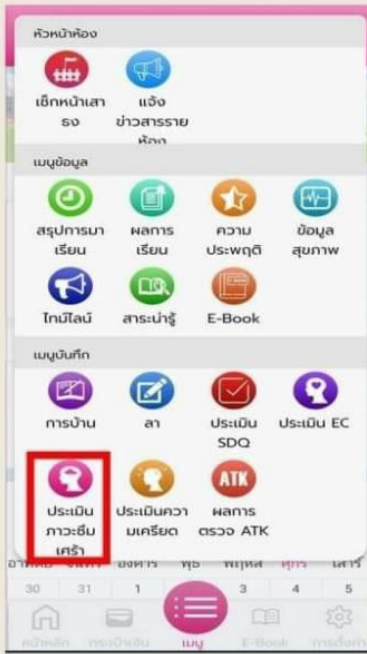 หัวหน้าห้อง
เช็กหน้าเสา
ธง
แจ้ง
ข่าวสารราย
ห้อง
เมนูข้อมูล
สรุปการมา
เรียน
ผลการ
เรียน
ความ
ประพฤติ
ข้อมูล
สุขภาพ
ไทม์ไลน์
สาระน่ารู้
E-Book
เมนูบันทึก
การบ้าน
ลา
ประเมิน
SDQ
ประเมิน EC
ประเมิน
ภาวะซึม
เศร้า
ประเมินควา
มเครียด
ATK
ผลการ
ตรวจ ATK
อาทิตย์ จันทร์ อังคาร พุธ พฤหัส ศุกร์ เสาร์
30 31 1 3 4 5
หน้าหลัก กระเป๋าเงิน เมนู E-Book การตั้งค่า